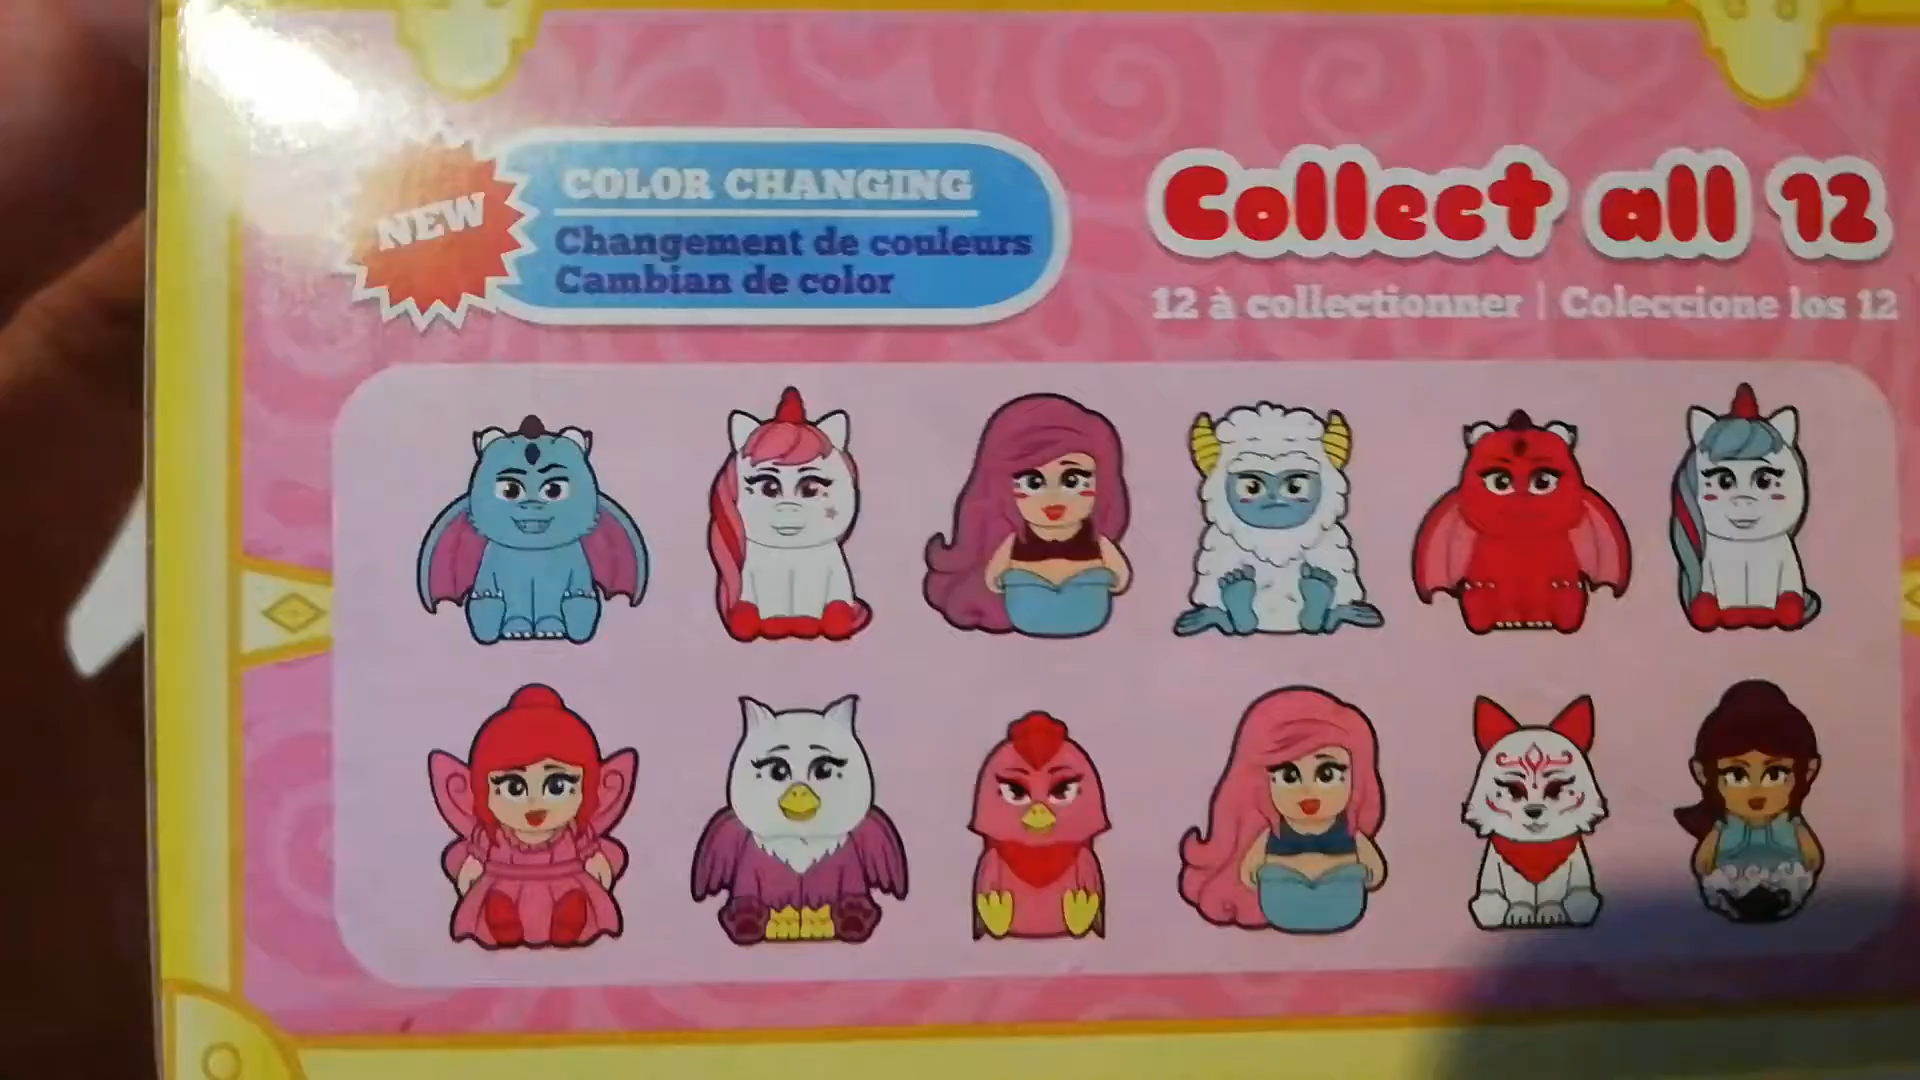 NEW
COLOR CHANGING
Changement de couleurs
Cambian de color
Collect all 12
12 à collectionner | Coleccione los 12